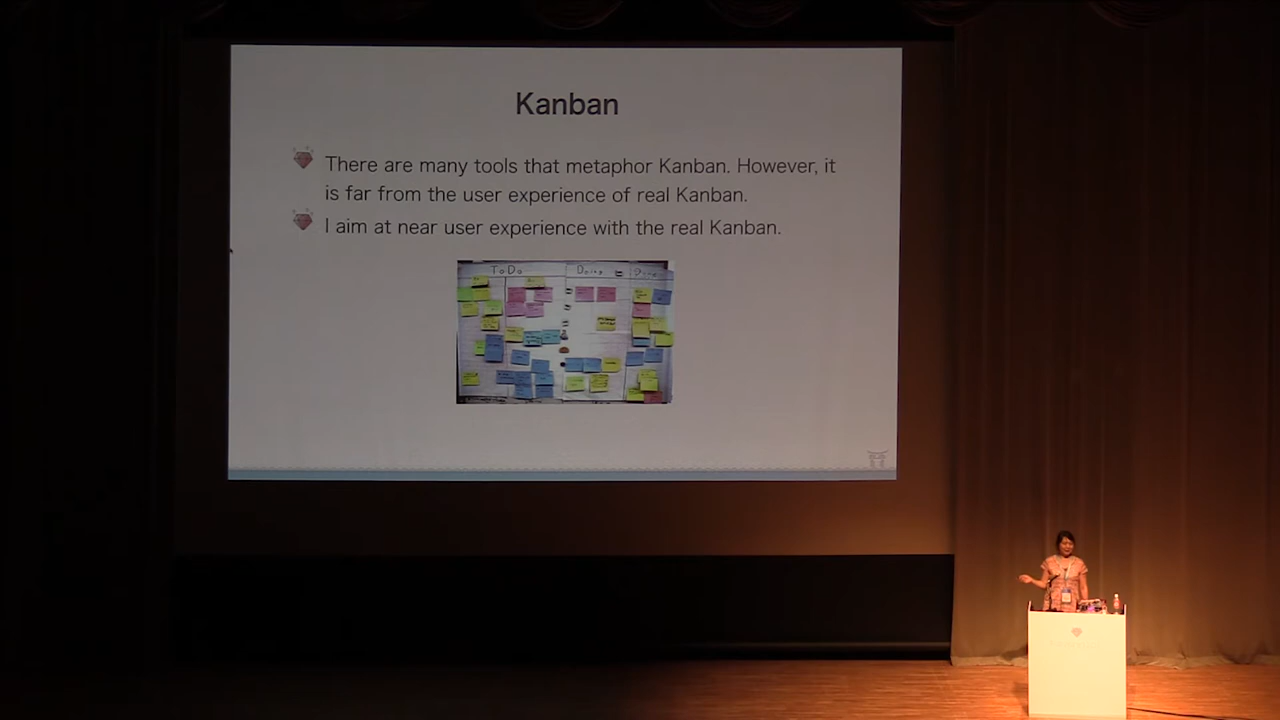 Kanban
There are many tools that metaphor Kanban. However, it
is far from the user experience of real Kanban.
I aim at near user experience with the real Kanban.
ToDo
Doing